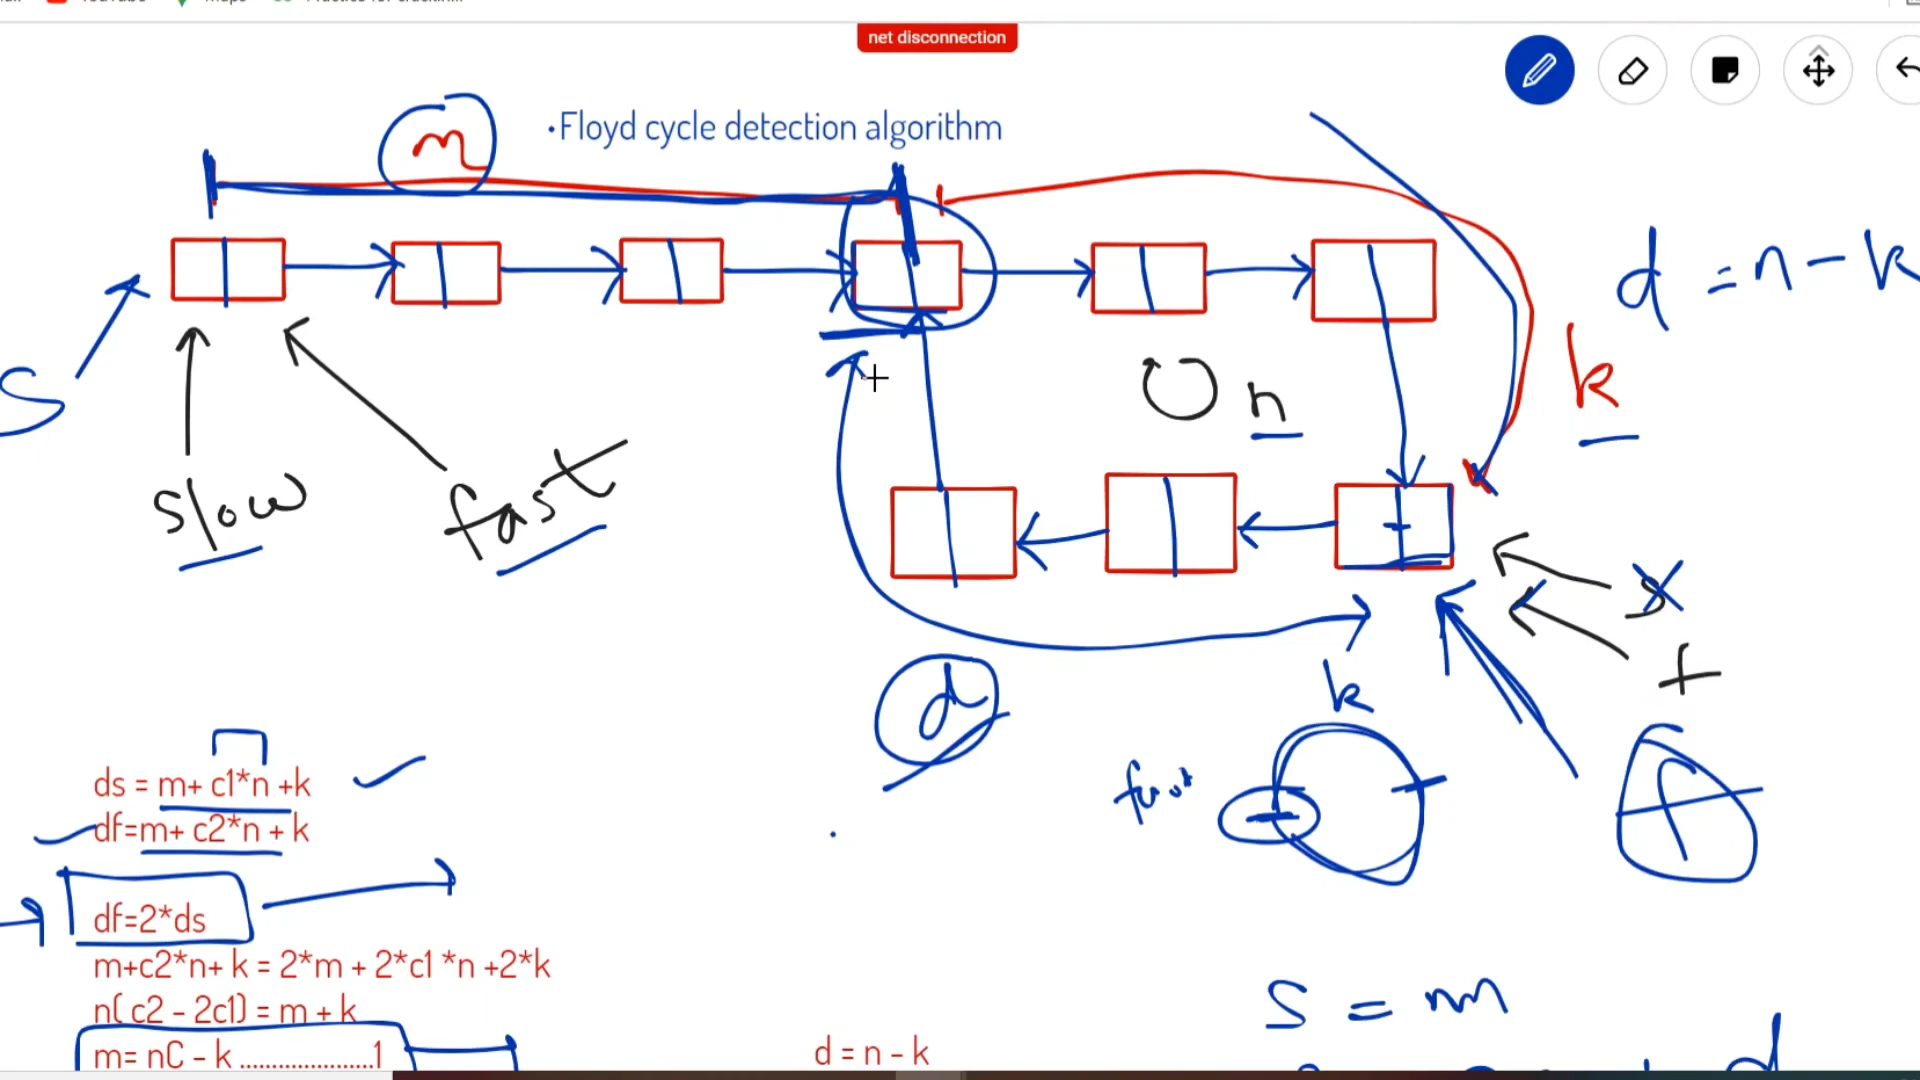 net disconnection
•Floyd cycle detection algorithm
m
d = n - k
k
n
S
slow
fast
s
f
d
k
fast
ds = m+ c1*n +k
df=m+ c2*n + k
df=2*ds
m+c2*n+ k = 2*m + 2*c1 *n +2*k
n( c2 - 2c1) = m + k
m= nC - k .....................1
d = n - k
S = m
d